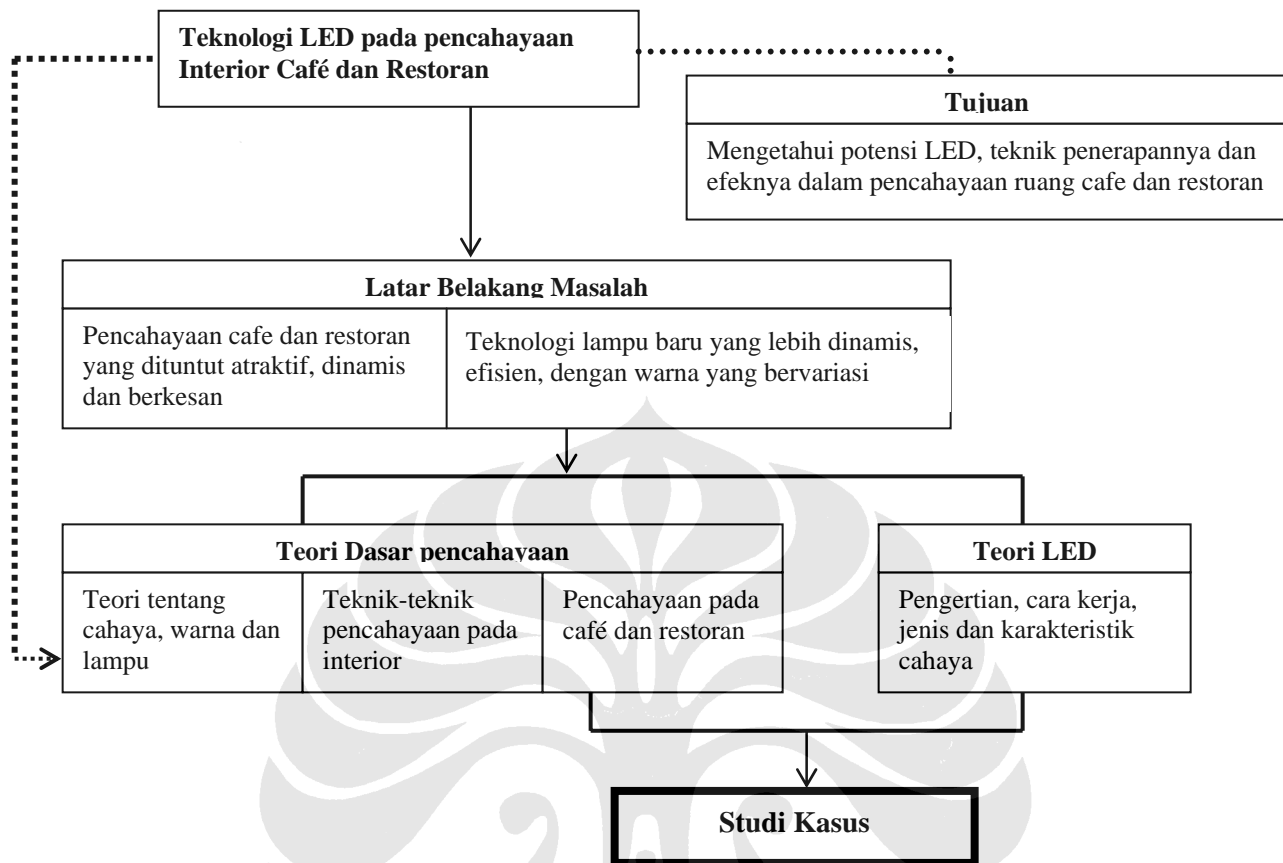 Teknologi LED pada pencahayaan
Interior Café dan Restoran
Tujuan
Mengetahui potensi LED, teknik penerapannya dan
efeknya dalam pencahayaan ruang cafe dan restoran
Latar Belakang Masalah
Pencahayaan cafe dan restoran
yang dituntut atraktif, dinamis
dan berkesan
Teknologi lampu baru yang lebih dinamis,
efisien, dengan warna yang bervariasi
Teori Dasar pencahayaan
Teori tentang
cahaya, warna dan
lampu
Teknik-teknik
pencahayaan pada
interior
Pencahayaan pada
café dan restoran
Teori LED
Pengertian, cara kerja,
jenis dan karakteristik
cahaya
Studi Kasus